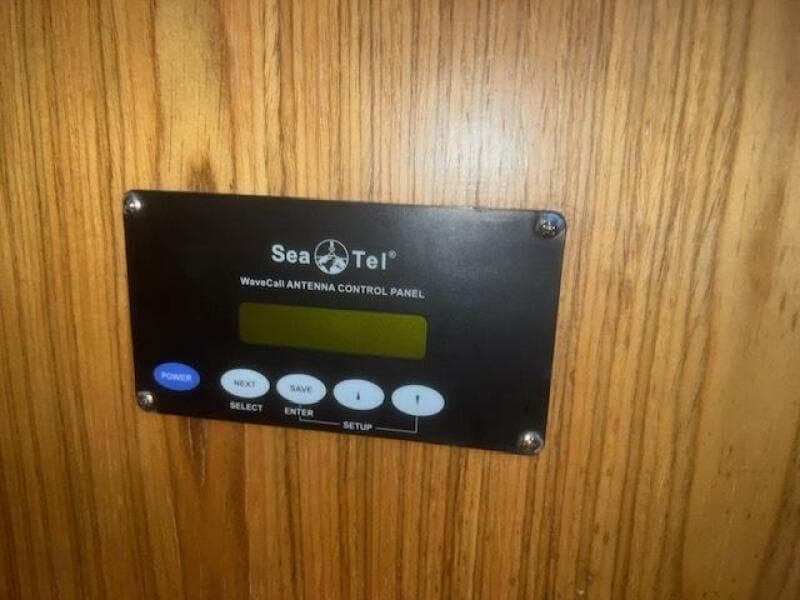 Sea Tel®
WaveCall ANTENNA CONTROL PANEL
POWER
NEXT
SAVE
SELECT
ENTER
SETUP